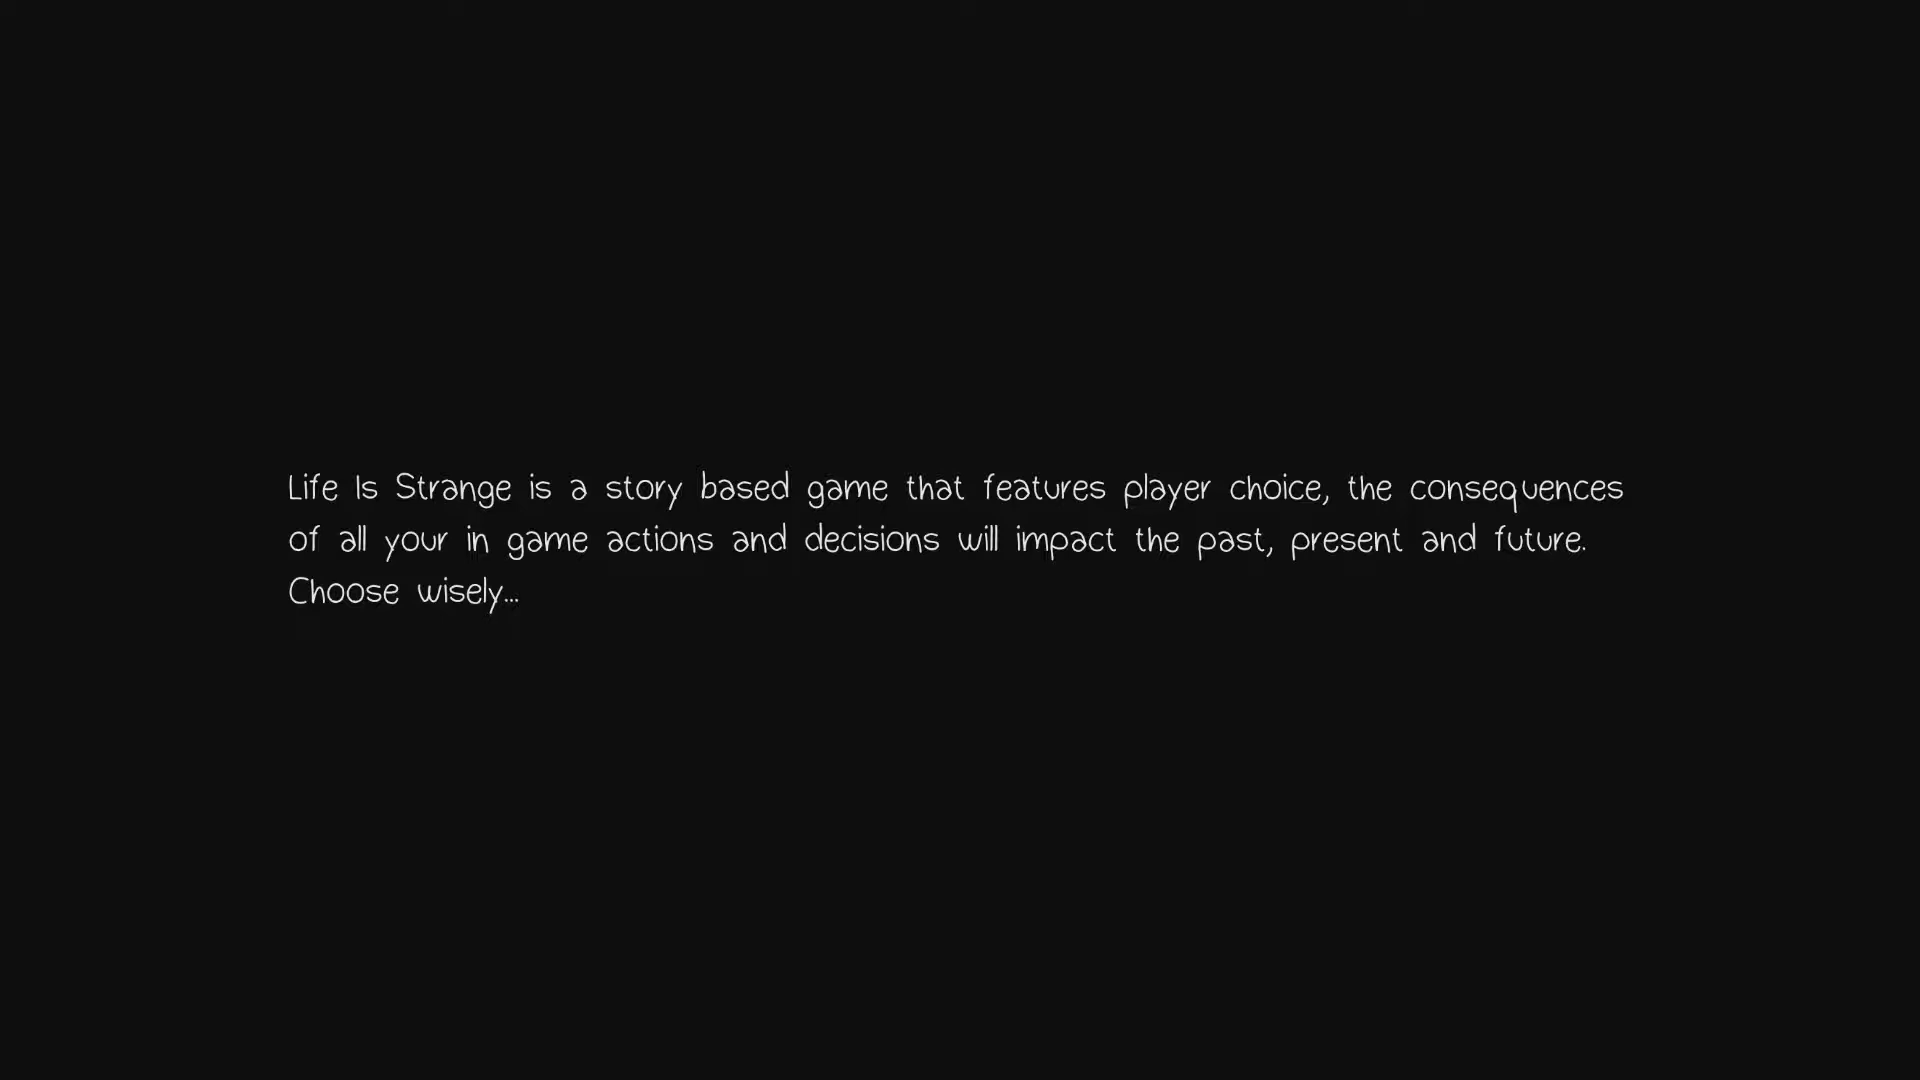 Life Is Strange is a story based game that features player choice, the consequences
of all your in game actions and decisions will impact the past, present and future.
Choose wisely...